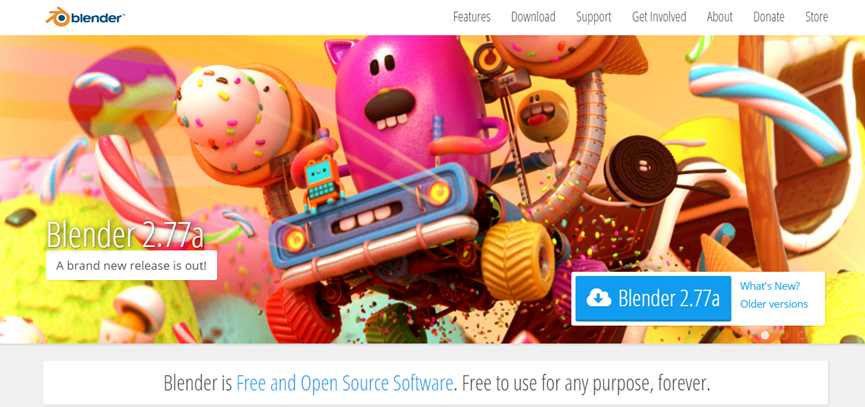 blender
Features Download Support Get Involved About Donate Store
Blender 2.77a
A brand new release is out!
Blender 2.77a
What's New?
Older versions
Blender is Free and Open Source Software. Free to use for any purpose, forever.